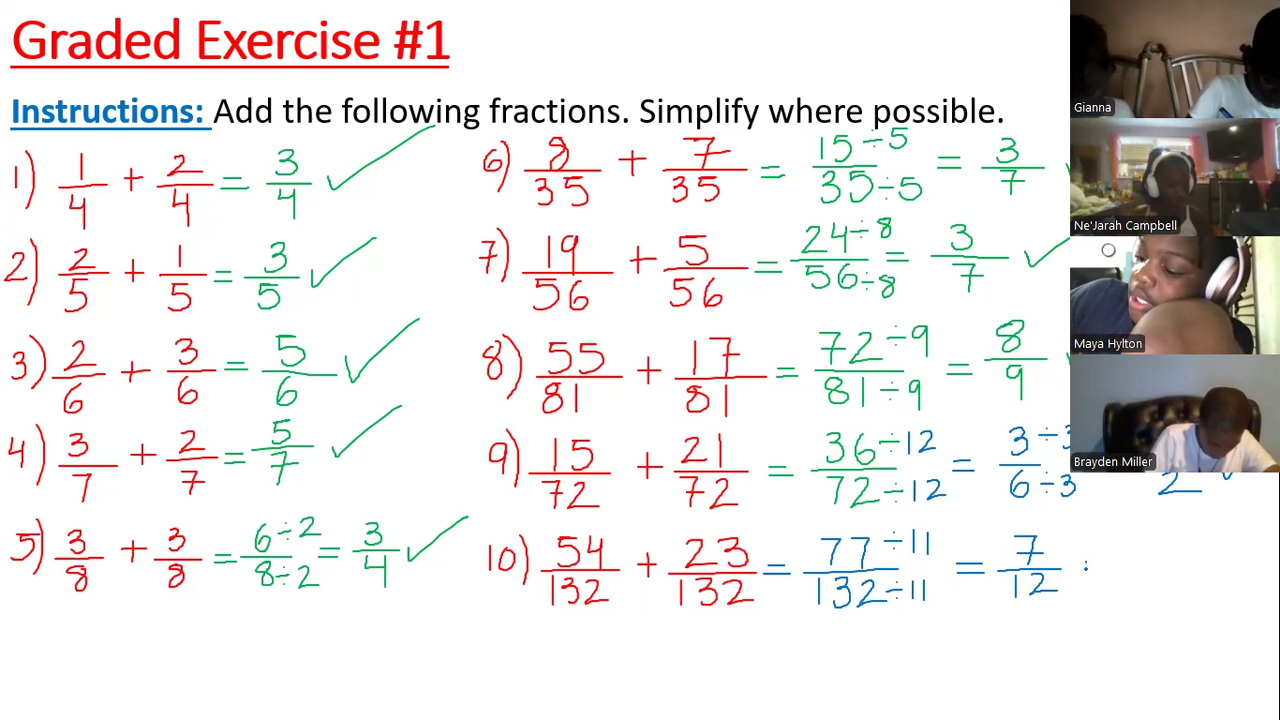 Graded Exercise #1
Instructions: Add the following fractions. Simplify where possible.
1) 1/4 + 2/4 = 3/4 ✓
2) 2/5 + 1/5 = 3/5 ✓
3) 2/6 + 3/6 = 5/6 ✓
4) 3/7 + 2/7 = 5/7 ✓
5) 3/8 + 3/8 = 6÷2/8÷2 = 3/4 ✓
6) 8/35 + 7/35 = 15÷5/35÷5 = 3/7
7) 19/56 + 5/56 = 24÷8/56÷8 = 3/7 ✓
8) 55/81 + 17/81 = 72÷9/81÷9 = 8/9
9) 15/72 + 21/72 = 36÷12/72÷12 = 3÷3/6÷3 2
10) 54/132 + 23/132 = 77÷11/132÷11 = 7/12
Gianna
Ne'Jarah Campbell
Maya Hylton
Brayden Miller